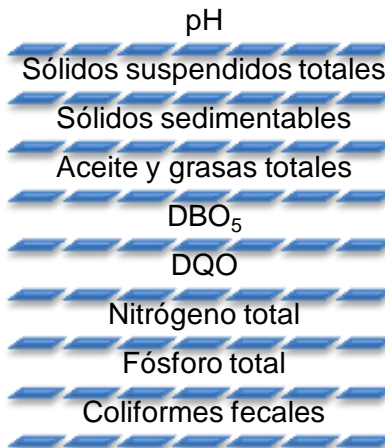 pH
Sólidos suspendidos totales
Sólidos sedimentables
Aceite y grasas totales
DBO₅
DQO
Nitrógeno total
Fósforo total
Coliformes fecales